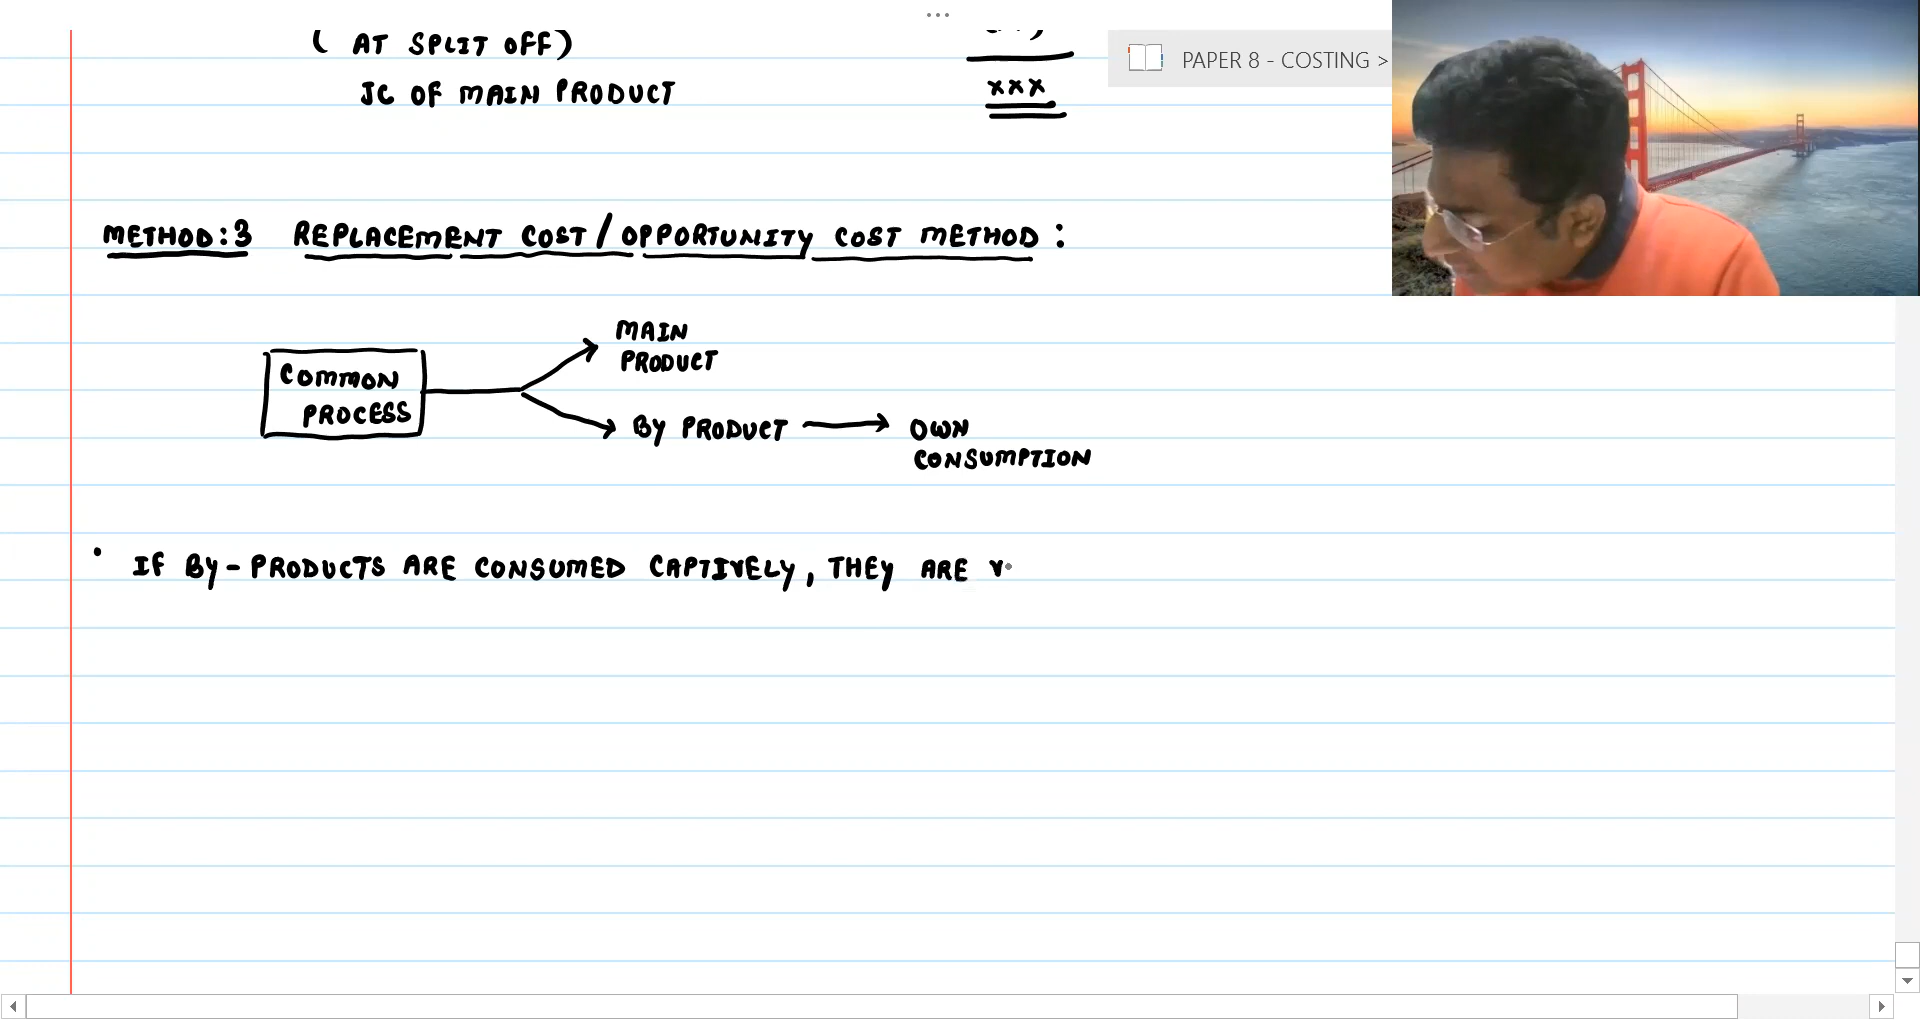 ( AT SPLIT OFF)
JC OF MAIN PRODUCT xxx
PAPER 8 - COSTING >
METHOD:3 REPLACEMENT COST/OPPORTUNITY COST METHOD :
MAIN
PRODUCT
COMMON
PROCESS
BY PRODUCT
OWN
CONSUMPTION
• IF BY-PRODUCTS ARE CONSUMED CAPTIVELY, THEY ARE V